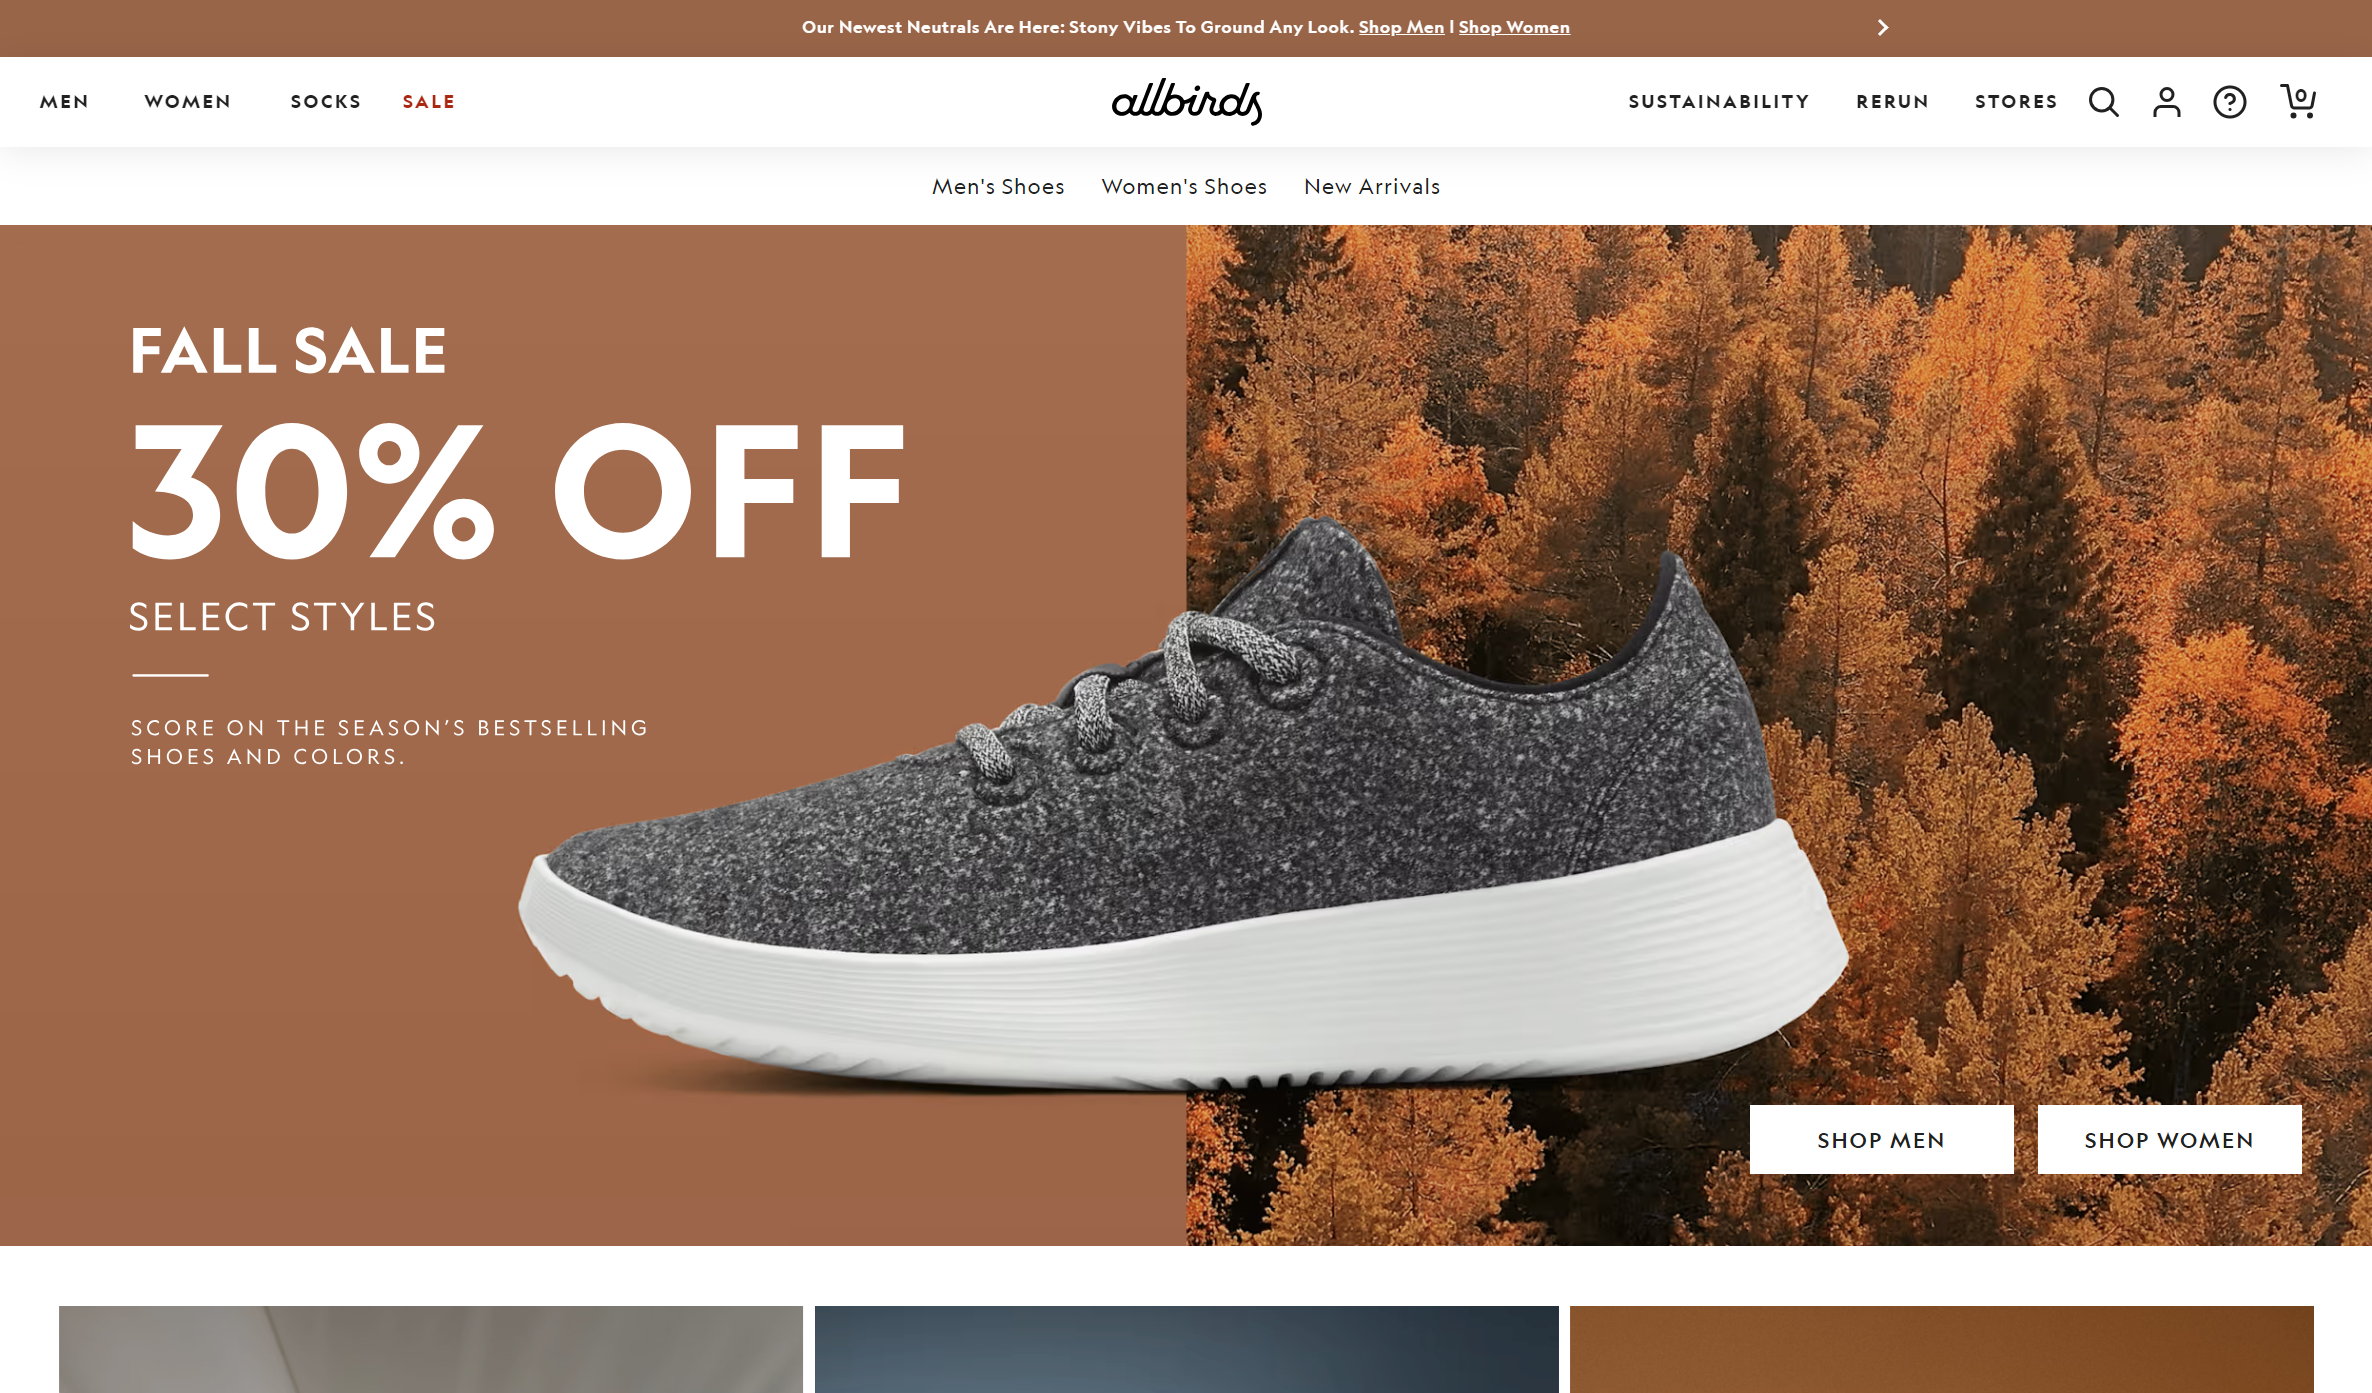 Our Newest Neutrals Are Here: Stony Vibes To Ground Any Look. Shop Men | Shop Women
MEN WOMEN SOCKS SALE allbirds SUSTAINABILITY RERUN STORES 0
Men's Shoes Women's Shoes New Arrivals
FALL SALE
30% OFF
SELECT STYLES
SCORE ON THE SEASON'S BESTSELLING
SHOES AND COLORS.
SHOP MEN SHOP WOMEN